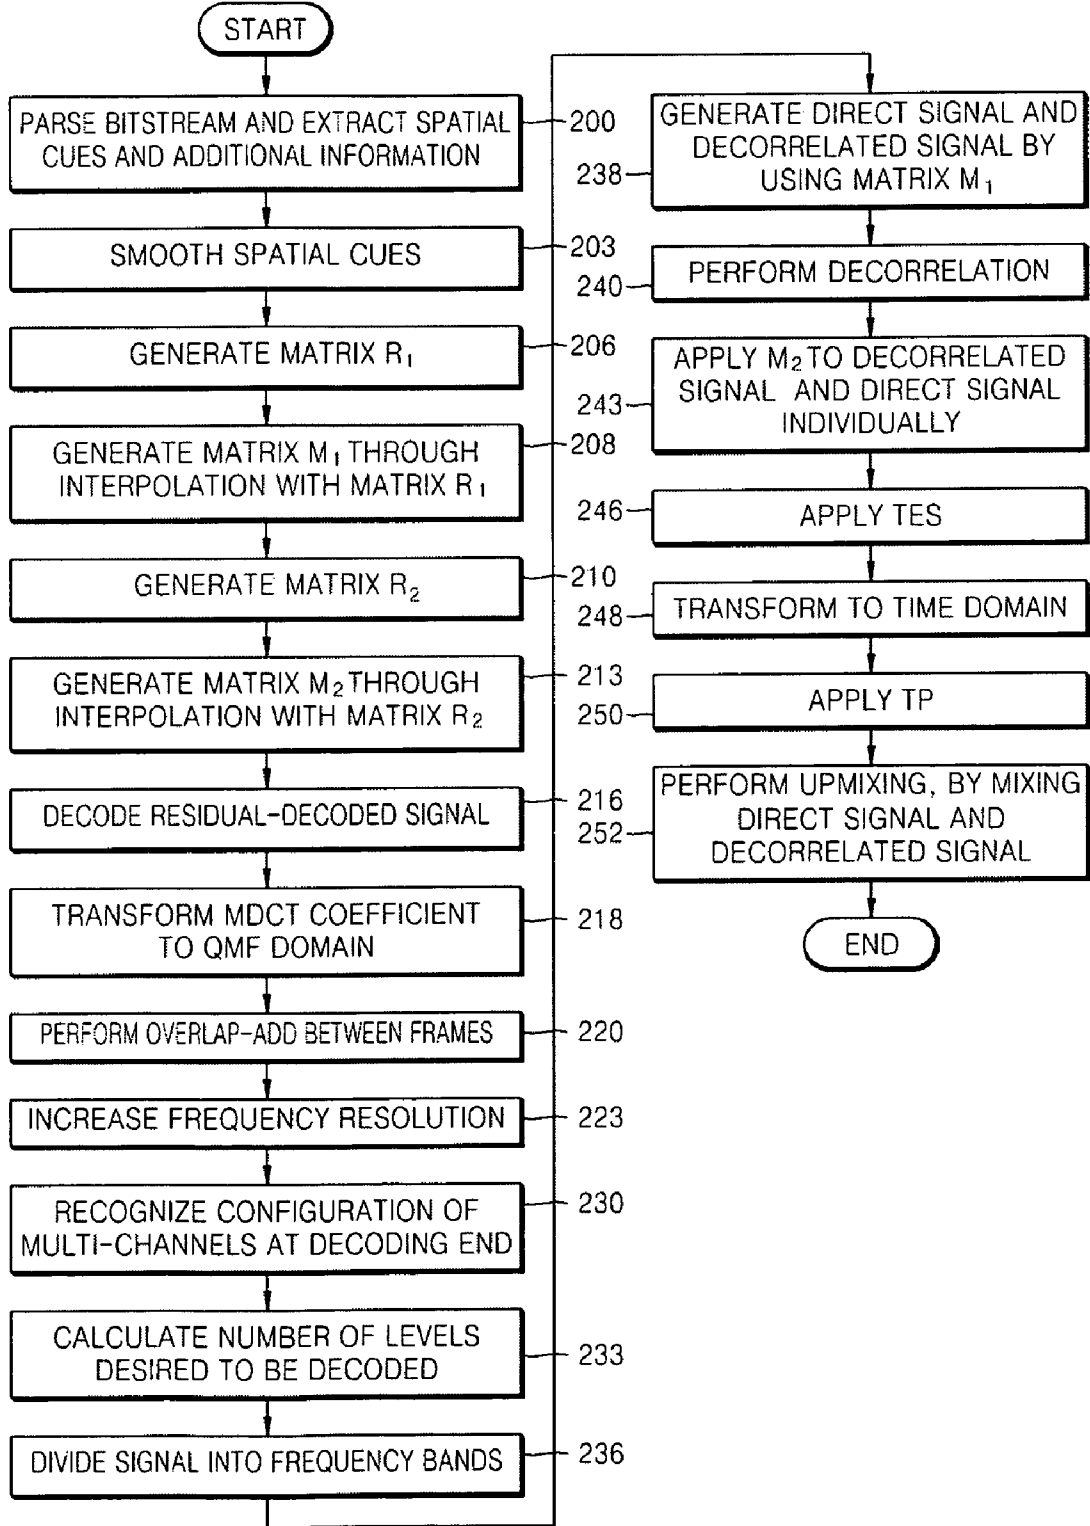 START
PARSE BITSTREAM AND EXTRACT SPATIAL
CUES AND ADDITIONAL INFORMATION
200
SMOOTH SPATIAL CUES
203
GENERATE MATRIX R₁
206
GENERATE MATRIX M₁ THROUGH
INTERPOLATION WITH MATRIX R₁
208
GENERATE MATRIX R₂
210
GENERATE MATRIX M₂ THROUGH
INTERPOLATION WITH MATRIX R₂
213
DECODE RESIDUAL-DECODED SIGNAL
216
TRANSFORM MDCT COEFFICIENT
TO QMF DOMAIN
218
PERFORM OVERLAP-ADD BETWEEN FRAMES
220
INCREASE FREQUENCY RESOLUTION
223
RECOGNIZE CONFIGURATION OF
MULTI-CHANNELS AT DECODING END
230
CALCULATE NUMBER OF LEVELS
DESIRED TO BE DECODED
233
DIVIDE SIGNAL INTO FREQUENCY BANDS
236
GENERATE DIRECT SIGNAL AND
DECORRELATED SIGNAL BY
USING MATRIX M₁
238
PERFORM DECORRELATION
240
APPLY M₂ TO DECORRELATED
SIGNAL AND DIRECT SIGNAL
INDIVIDUALLY
243
APPLY TES
246
TRANSFORM TO TIME DOMAIN
248
APPLY TP
250
PERFORM UPMIXING, BY MIXING
DIRECT SIGNAL AND
DECORRELATED SIGNAL
252
END